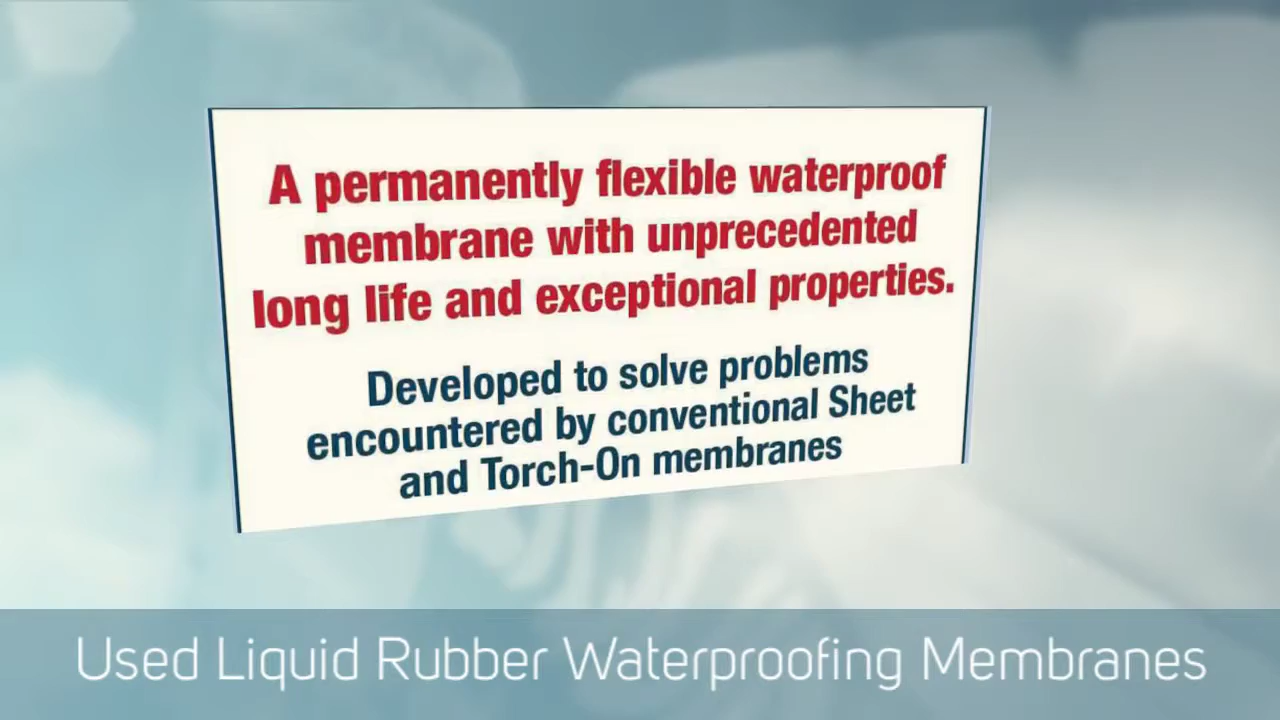 A permanently flexible waterproof
membrane with unprecedented
long life and exceptional properties.
Developed to solve problems
encountered by conventional Sheet
and Torch-On membranes
Used Liquid Rubber Waterproofing Membranes